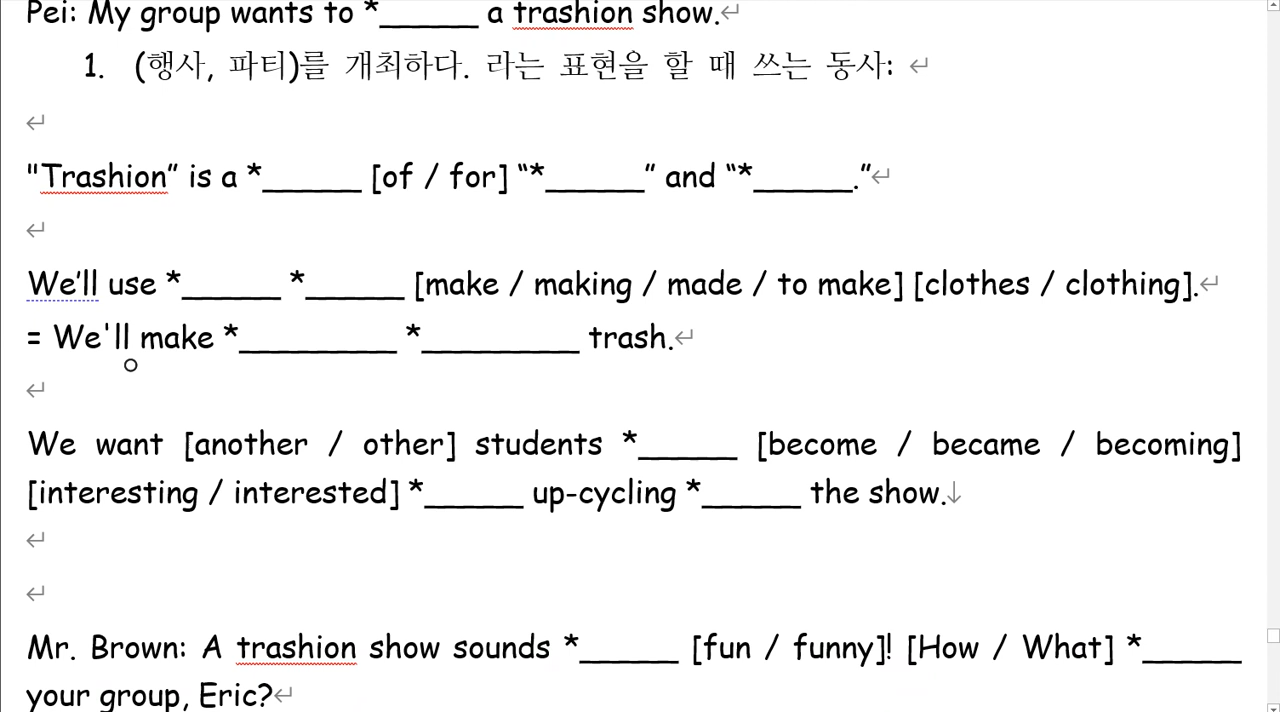 Pei: My group wants to *______ a trashion show.↵
1. (행사, 파티)를 개최하다. 라는 표현을 할 때 쓰는 동사: ↵
↵
"Trashion” is a *______ [of / for] “*______” and “*______.”↵
↵
We’ll use *______ *______ [make / making / made / to make] [clothes / clothing].↵
= We'll make *__________ *__________ trash.↵
↵
We want [another / other] students *______ [become / became / becoming]
[interesting / interested] *______ up-cycling *______ the show.↓
↵
↵
Mr. Brown: A trashion show sounds *______ [fun / funny]! [How / What] *______
your group, Eric?↵